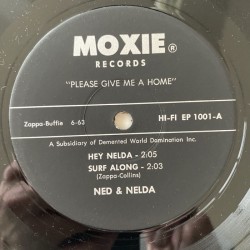 MOXIE®
RECORDS
"PLEASE GIVE ME A HOME"
Zappa-Buffie 6-63
HI-FI EP 1001-A
A Subsidiary of Demented World Domination Inc.
HEY NELDA - 2:05
SURF ALONG - 2:03
(Zappa-Collins)
NED & NELDA